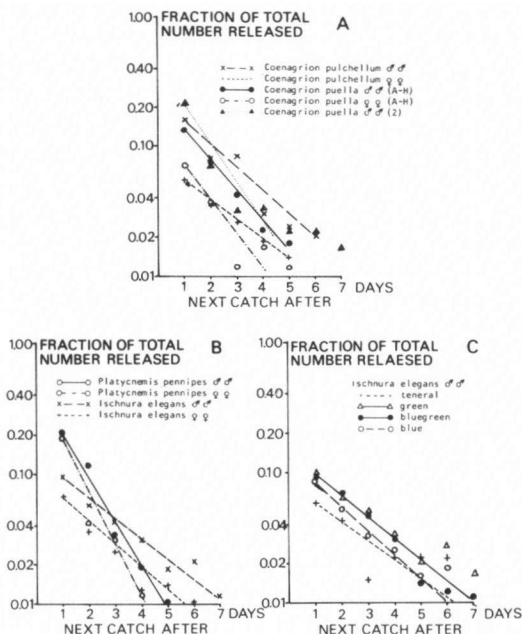 FRACTION OF TOTAL
NUMBER RELEASED
A
1.00
0.40
0.20
0.10
0.04
0.02
0.01
Coenagrion pulchellum ♂♂
Coenagrion pulchellum ♀♀
Coenagrion puella ♂♂ (A-H)
Coenagrion puella ♀♀ (A-H)
Coenagrion puella ♂♂ (2)
1 2 3 4 5 6 7 DAYS
NEXT CATCH AFTER
FRACTION OF TOTAL
NUMBER RELEASED
B
1.00
0.40
0.20
0.10
0.04
0.02
0.01
Platycnemis pennipes ♂♂
Platycnemis pennipes ♀♀
Ischnura elegans ♂♂
Ischnura elegans ♀♀
1 2 3 4 5 6 7 DAYS
NEXT CATCH AFTER
FRACTION OF TOTAL
NUMBER RELAESED
C
1.00
0.40
0.20
0.10
0.04
0.02
0.01
Ischnura elegans ♂♂
teneral
green
bluegreen
blue
1 2 3 4 5 6 7 DAYS
NEXT CATCH AFTER